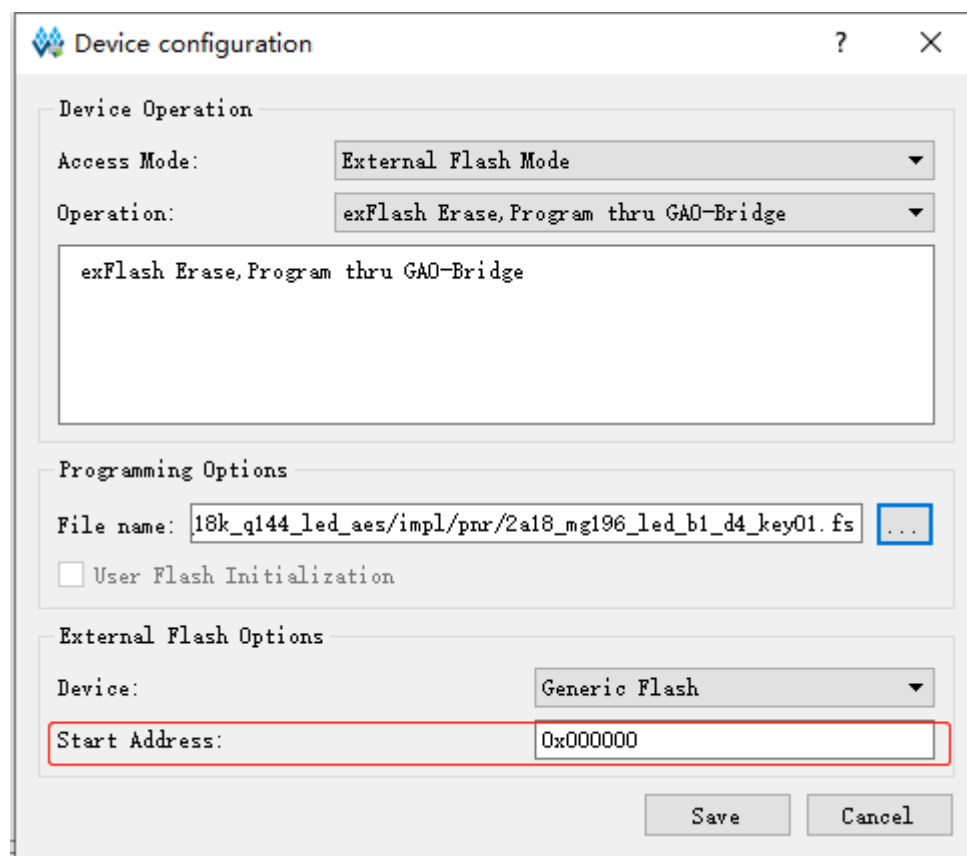 Device configuration
?
Device Operation
Access Mode:
External Flash Mode
Operation:
exFlash Erase,Program thru GAO-Bridge
exFlash Erase,Program thru GAO-Bridge
Programming Options
File name:
18k_q144_led_aes/impl/pnr/2a18_mg196_led_b1_d4_key01.fs
...
User Flash Initialization
External Flash Options
Device:
Generic Flash
Start Address:
0x000000
Save
Cancel